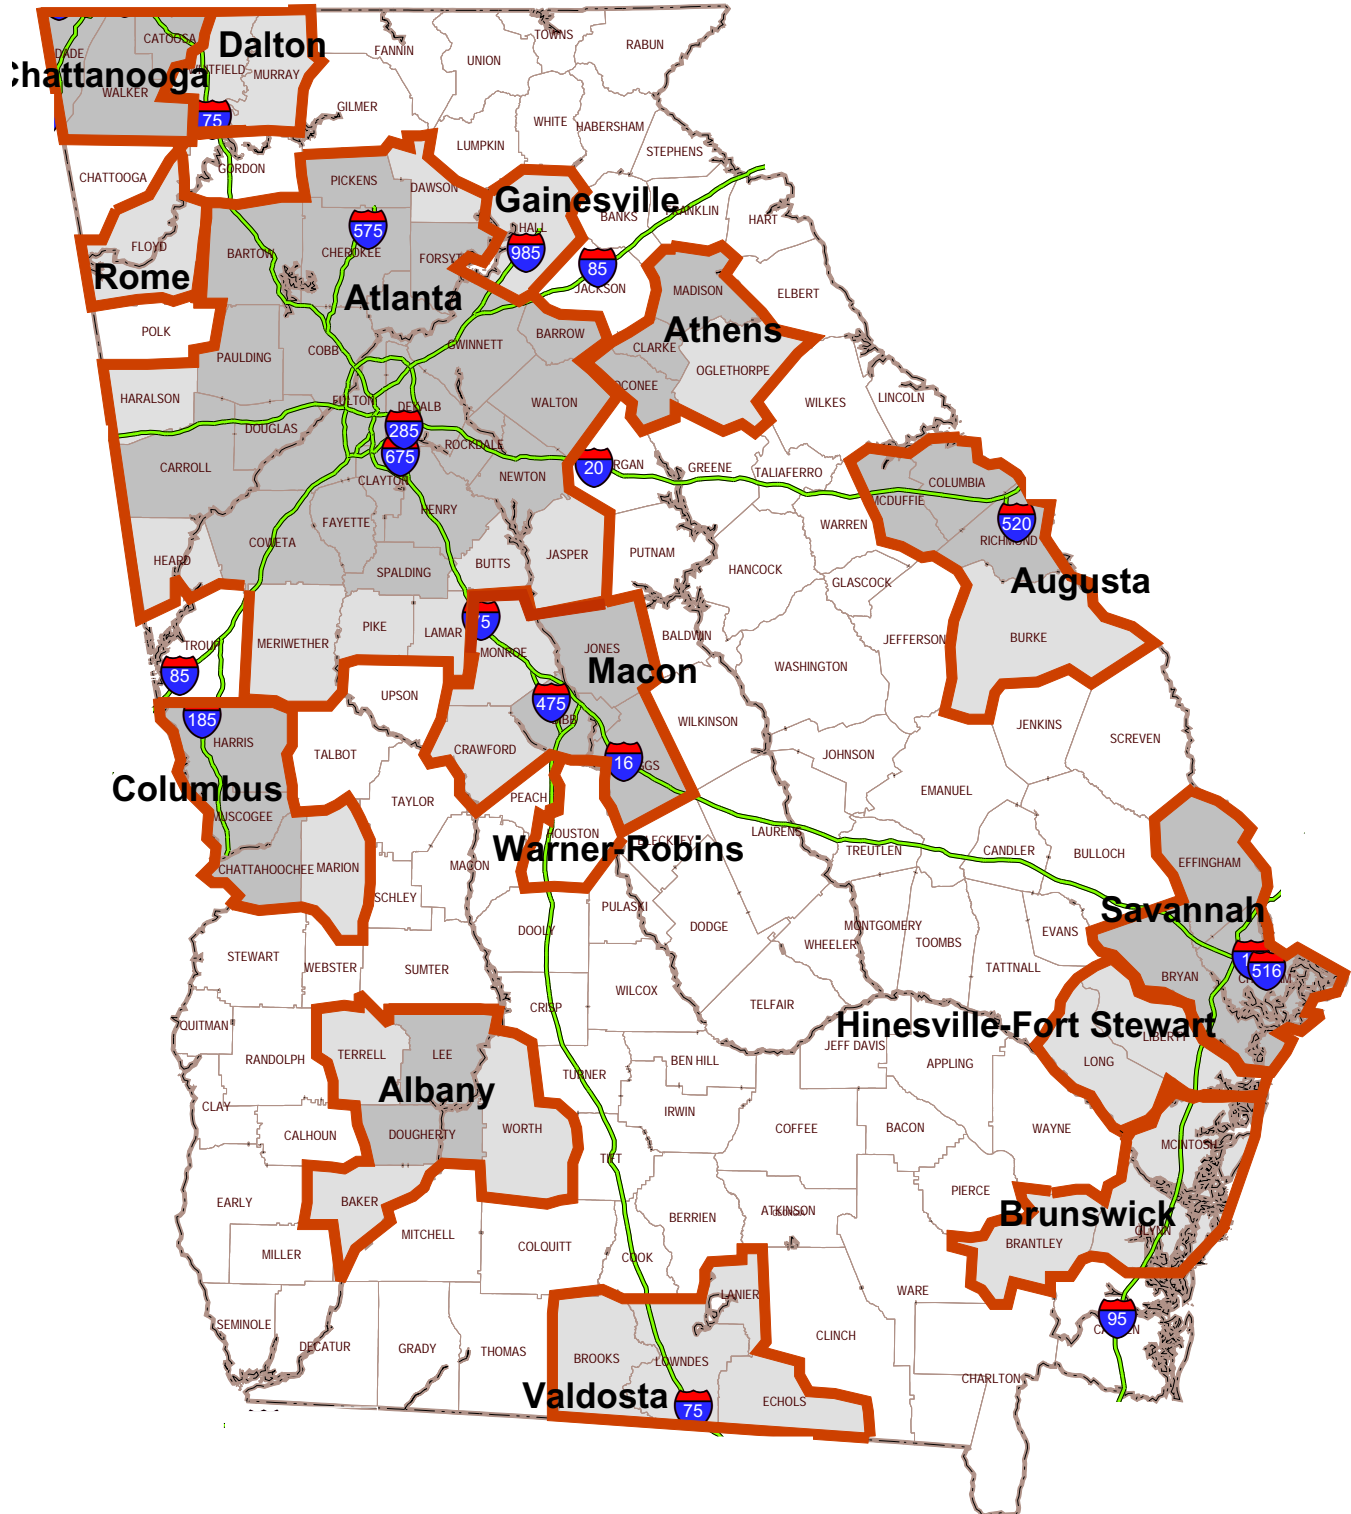 TOWNS
RABUN
FANNIN
UNION
CATOOSA
Dalton
DADE
Chattanooga
MURRAY
WALKER
75
GILMER
WHITE
HABERSHAM
LUMPKIN
STEPHENS
GORDON
CHATTOOGA
PICKENS
DAWSON
Gainesville
BANKS
HART
HALL
575
FLOYD
BARTOW
CHEROKEE
985
85
Rome
Atlanta
JACKSON
MADISON
ELBERT
POLK
Athens
BARROW
GWINNETT
CLARKE
COBB
PAULDING
OGLETHORPE
HARALSON
FULTON
DEKALB
WALTON
WILKES
LINCOLN
DOUGLAS
285
ROCKDALE
675
20
CARROLL
GREENE
TALIAFERRO
NEWTON
CLAYTON
COLUMBIA
MCDUFFIE
HENRY
FAYETTE
WARREN
520
RICHMOND
COWETA
PUTNAM
JASPER
HEARD
BUTTS
SPALDING
HANCOCK
GLASCOCK
Augusta
PIKE
LAMAR
BURKE
BALDWIN
JEFFERSON
MERIWETHER
TROUP
JONES
MONROE
WASHINGTON
Macon
85
UPSON
475
185
WILKINSON
JENKINS
SCREVEN
HARRIS
CRAWFORD
TALBOT
JOHNSON
16
Columbus
EMANUEL
PEACH
TAYLOR
LAURENS
HOUSTON
Warner-Robins
TREUTLEN
CANDLER
BULLOCH
EFFINGHAM
MACON
CHATTAHOOCHEE
MARION
SCHLEY
PULASKI
Savannah
DODGE
MONTGOMERY
DOOLY
EVANS
WHEELER
TOOMBS
STEWART
WEBSTER
SUMTER
TATTNALL
516
BRYAN
WILCOX
TELFAIR
CRISP
QUITMAN
Hinesville-Fort Stewart
LIBERTY
JEFF DAVIS
TERRELL
LEE
RANDOLPH
BEN HILL
APPLING
LONG
TURNER
Albany
CLAY
IRWIN
COFFEE
BACON
WAYNE
WORTH
DOUGHERTY
CALHOUN
MCINTOSH
TIFT
PIERCE
EARLY
BAKER
ATKINSON
Brunswick
BERRIEN
GLYNN
MITCHELL
COLQUITT
BRANTLEY
MILLER
COOK
WARE
LANIER
95
SEMINOLE
CLINCH
DECATUR
GRADY
THOMAS
BROOKS
LOWNDES
CHARLTON
Valdosta
75
ECHOLS